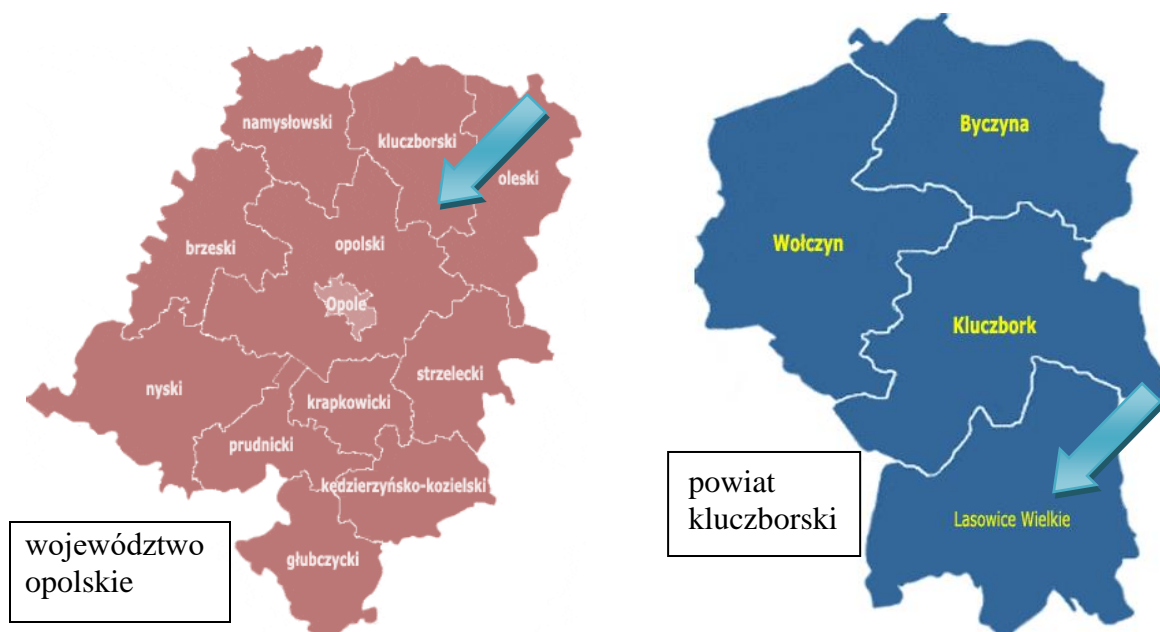 namysłowski
kluczborski
oleski
brzeski
opolski
Opole
nyski
strzelecki
krapkowicki
prudnicki
kędzierzyńsko-kozielski
głubczycki
województwo
opolskie
Byczyna
Wołczyn
Kluczbork
Lasowice Wielkie
powiat
kluczborski